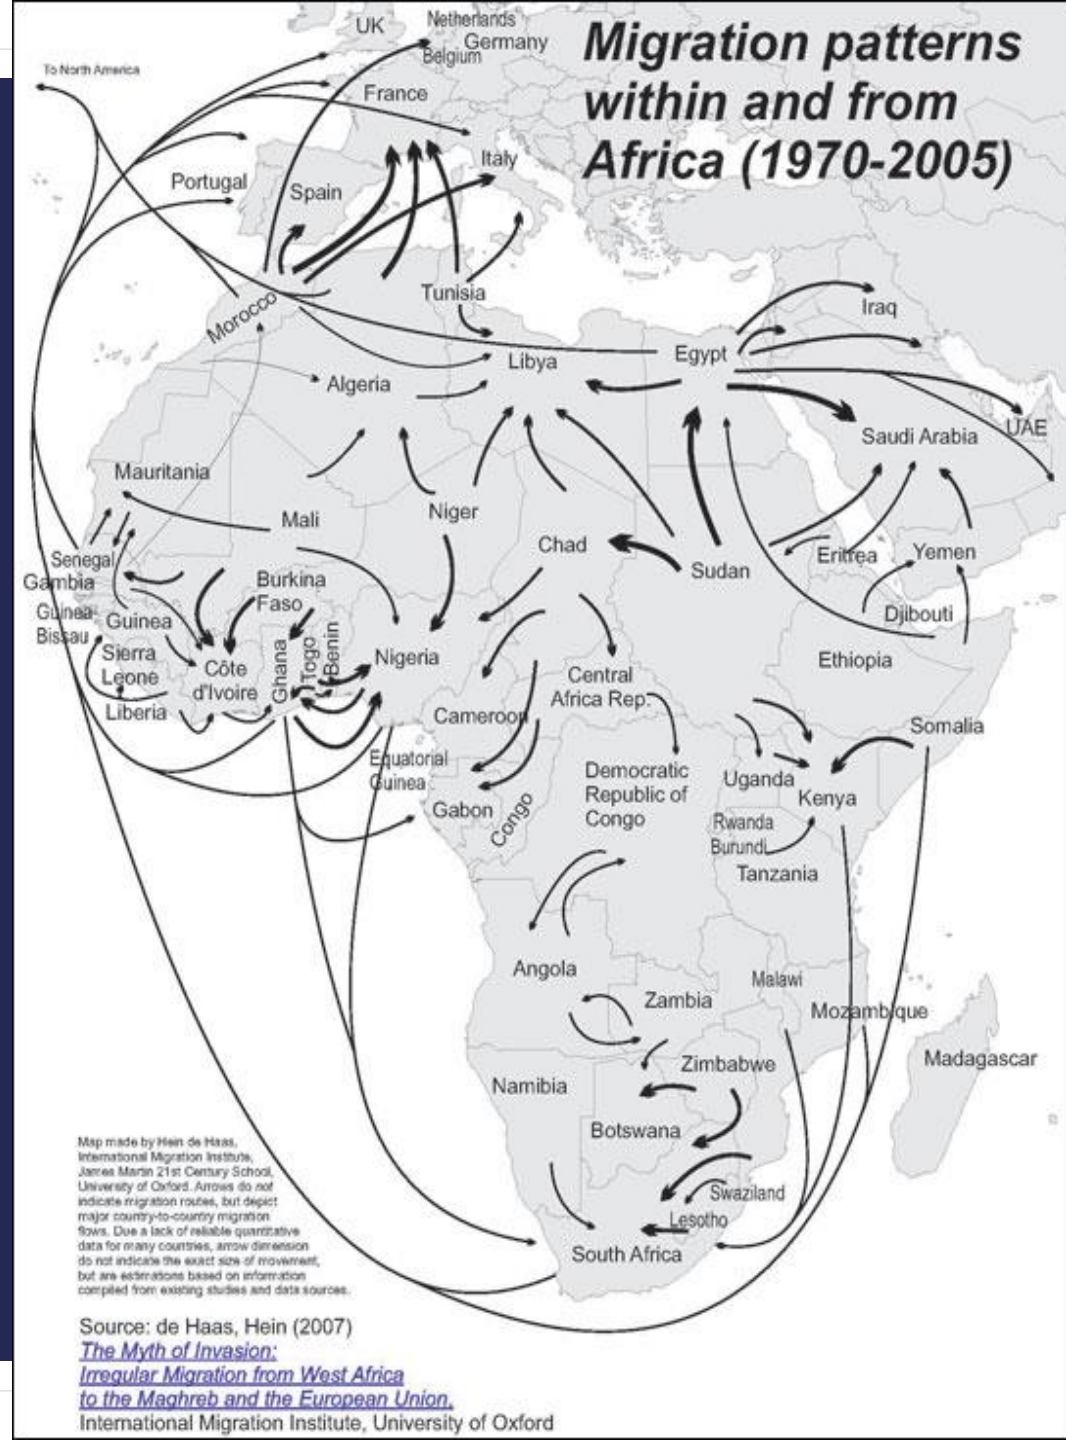 Migration patterns
within and from
Africa (1970-2005)
UK
Netherlands
Germany
Belgium
To North America
France
Italy
Portugal
Spain
Tunisia
Morocco
Iraq
Algeria
Libya
Egypt
Saudi Arabia
UAE
Mauritania
Mali
Niger
Chad
Sudan
Eritrea
Yemen
Senegal
Gambia
Burkina
Faso
Guinea-
Bissau
Guinea
Djibouti
Sierra
Leone
Côte
d'Ivoire
Ghana
Togo
Benin
Nigeria
Ethiopia
Liberia
Central
Africa Rep.
Cameroon
Somalia
Equatorial
Guinea
Democratic
Republic of
Congo
Uganda
Kenya
Gabon
Congo
Rwanda
Burundi
Tanzania
Angola
Zambia
Malawi
Mozambique
Madagascar
Namibia
Zimbabwe
Botswana
Swaziland
Lesotho
South Africa
Map made by Hein de Haas,
International Migration Institute,
James Martin 21st Century School,
University of Oxford. Arrows do not
indicate migration routes, but depict
major country-to-country migration
flows. Due a lack of reliable quantitative
data for many countries, arrow dimension
do not indicate the exact size of movement,
but are estimations based on information
compiled from existing studies and data sources.
Source: de Haas, Hein (2007)
The Myth of Invasion:
Irregular Migration from West Africa
to the Maghreb and the European Union,
International Migration Institute, University of Oxford